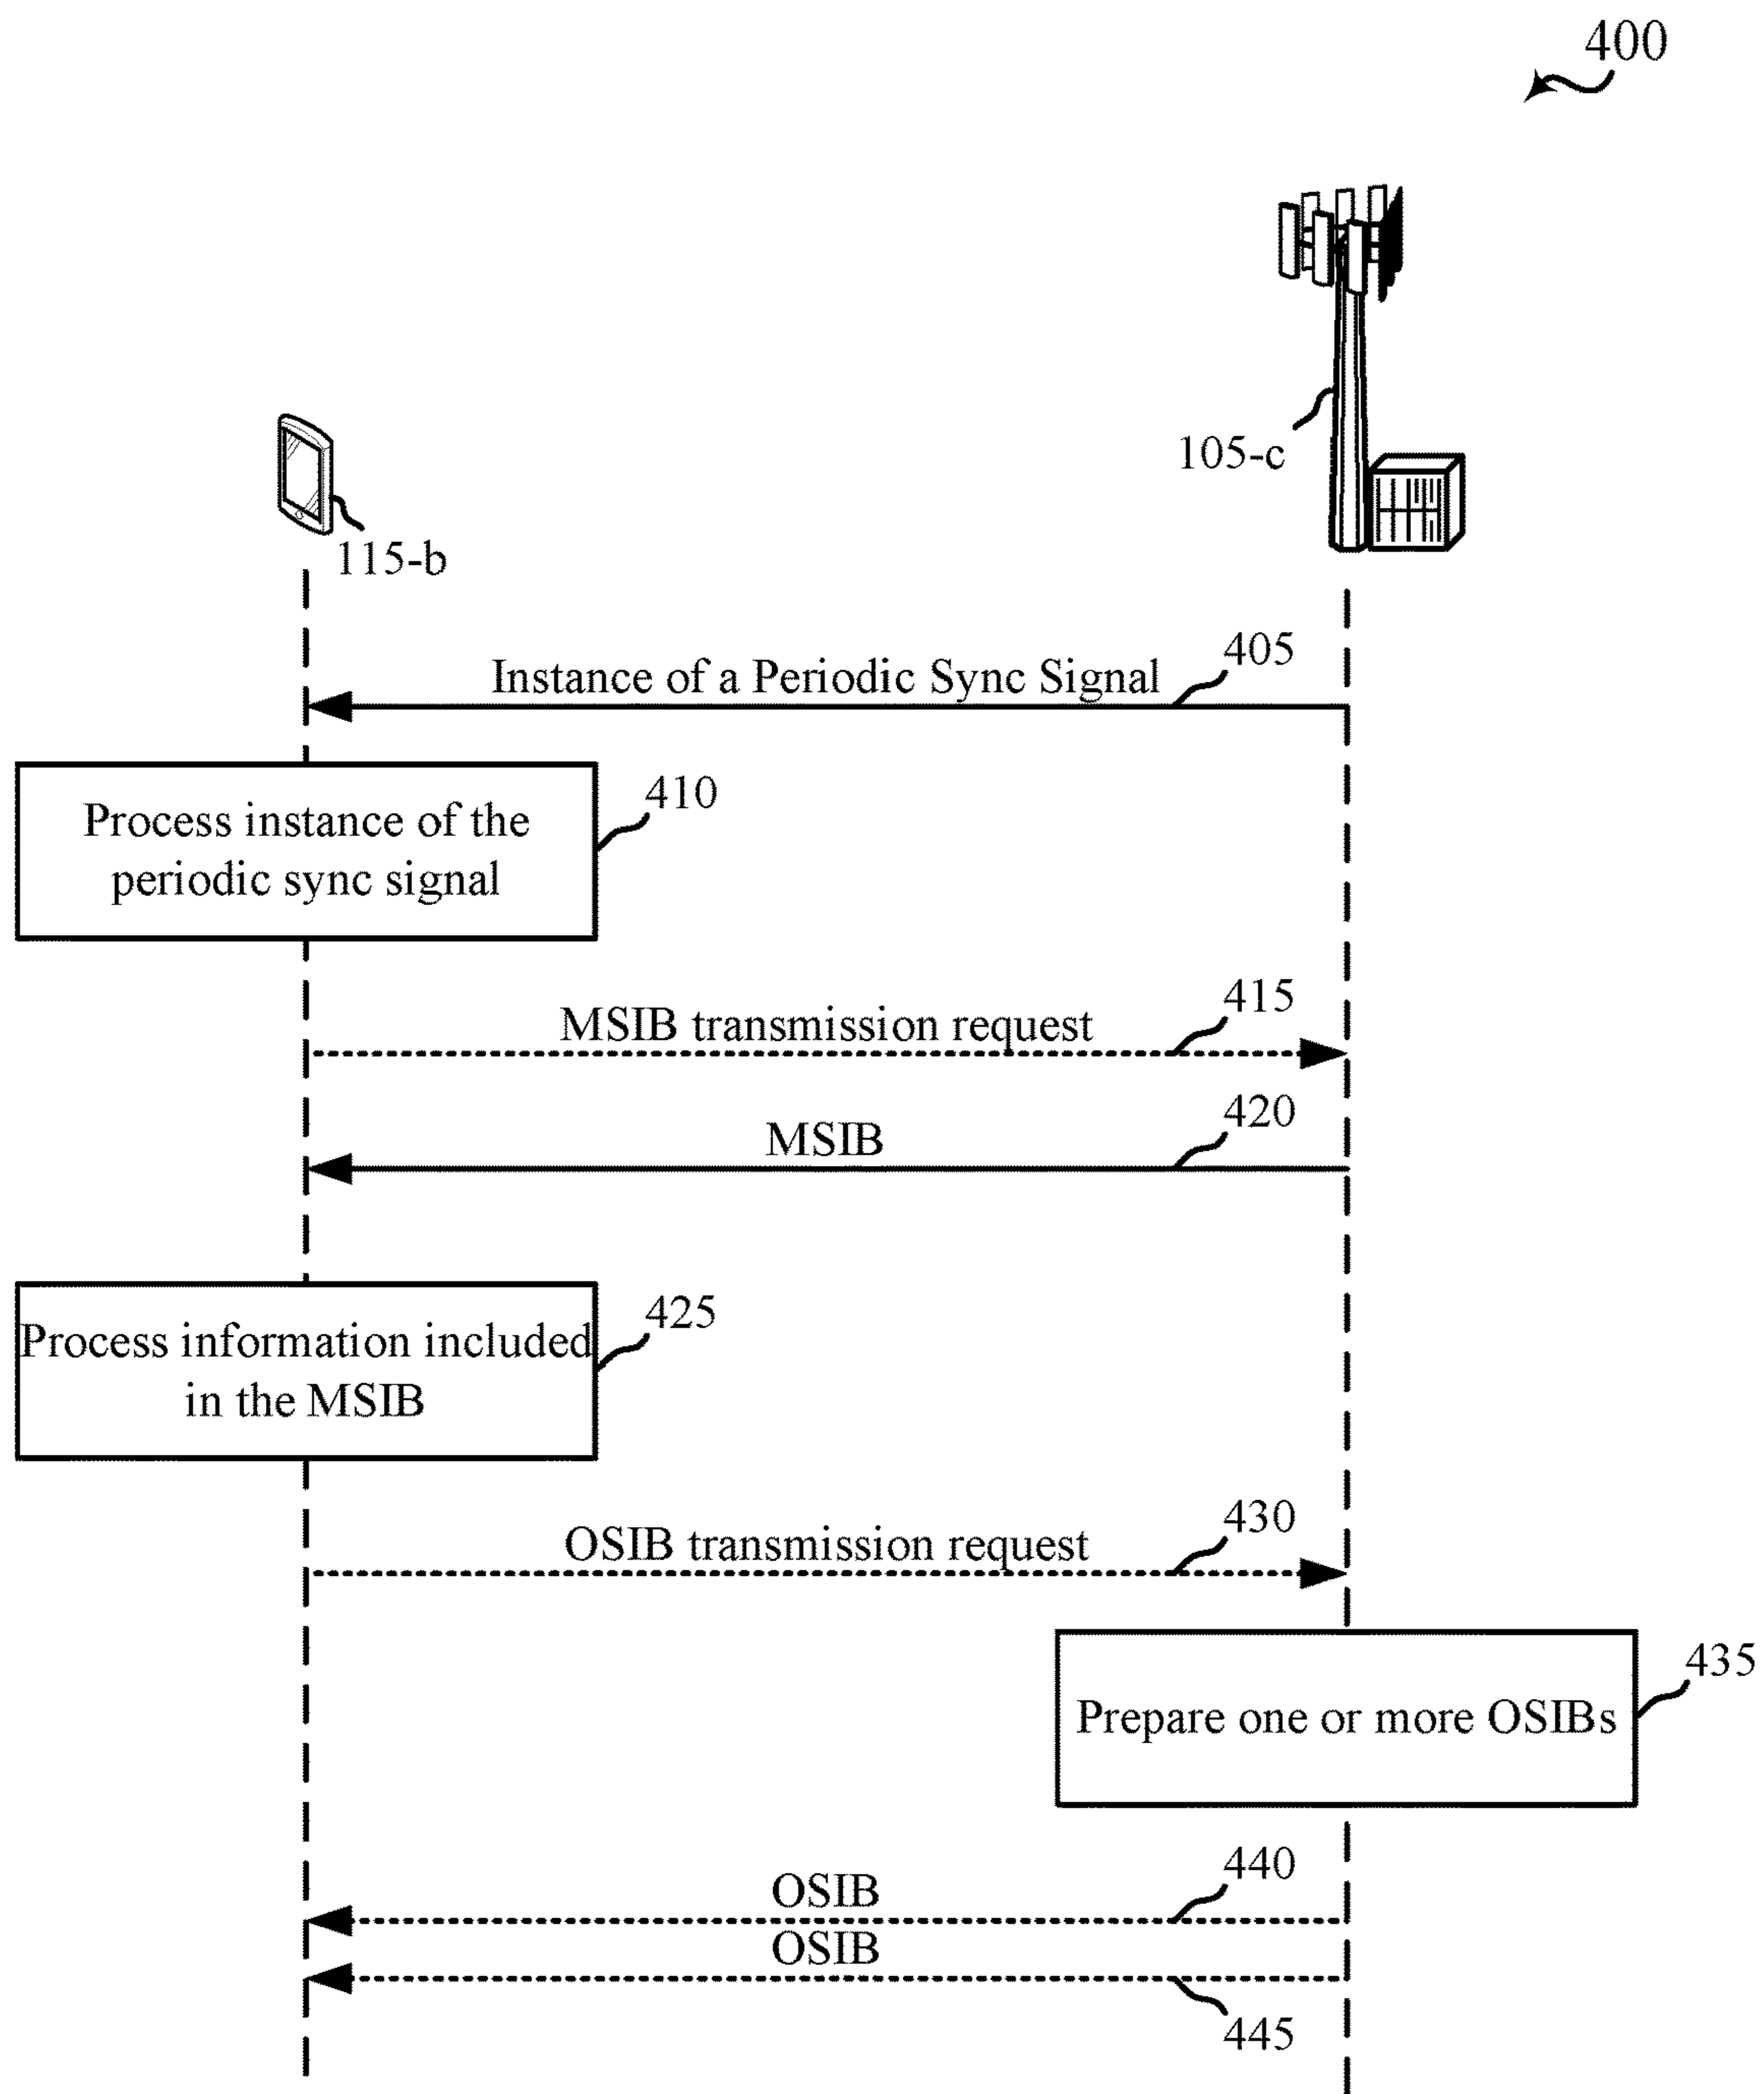 400
105-c
115-b
405
Instance of a Periodic Sync Signal
410
Process instance of the
periodic sync signal
415
MSIB transmission request
420
MSIB
425
Process information included
in the MSIB
430
OSIB transmission request
435
Prepare one or more OSIBs
440
OSIB
OSIB
445